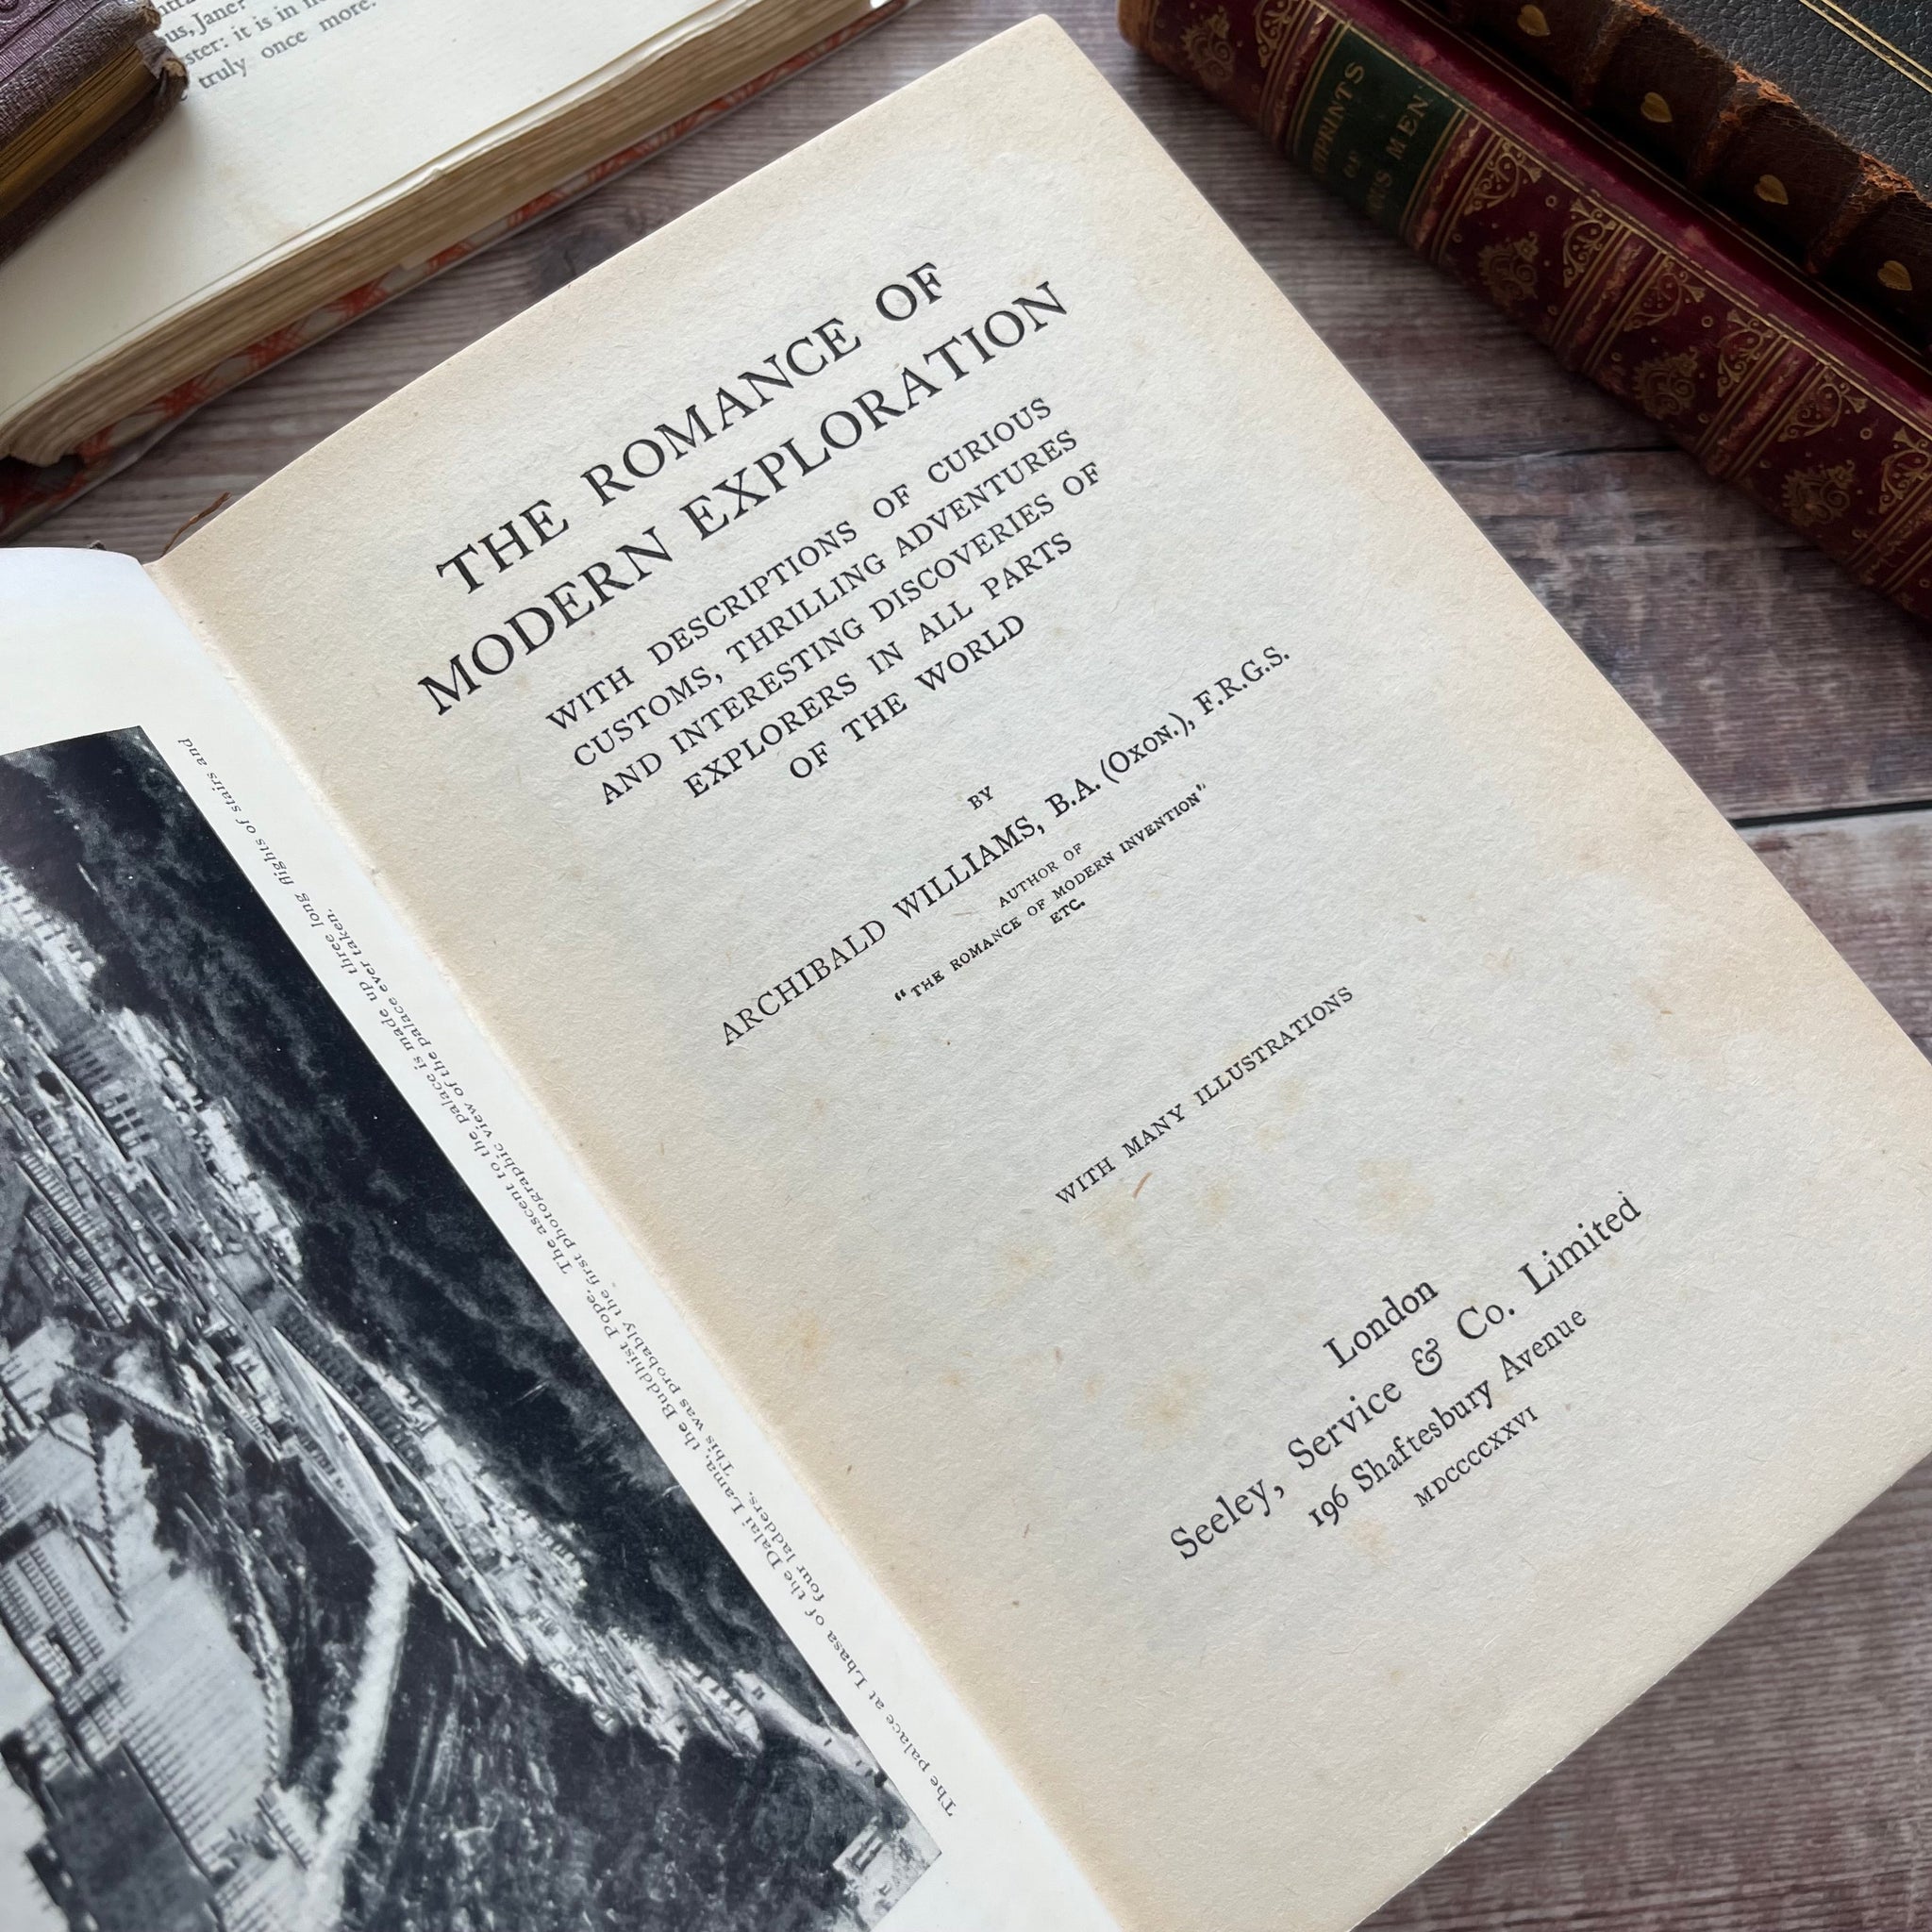 truly once more.
OF
MEN
THE ROMANCE OF
MODERN EXPLORATION
WITH DESCRIPTIONS OF CURIOUS
CUSTOMS, THRILLING ADVENTURES
AND INTERESTING DISCOVERIES OF
EXPLORERS IN ALL PARTS
OF THE WORLD
BY
ARCHIBALD WILLIAMS, B.A. (OXON.), F.R.G.S.
AUTHOR OF
"THE ROMANCE OF MODERN INVENTION"
ETC.
WITH MANY ILLUSTRATIONS
London
Seeley, Service & Co. Limited
196 Shaftesbury Avenue
MDCCCCXXVI
The palace at Lhasa of the Dalai Lama, the Buddhist Pope. The ascent to the palace is made up three long flights of stairs and
four ladders. This was probably the first photographic view of the palace ever taken.